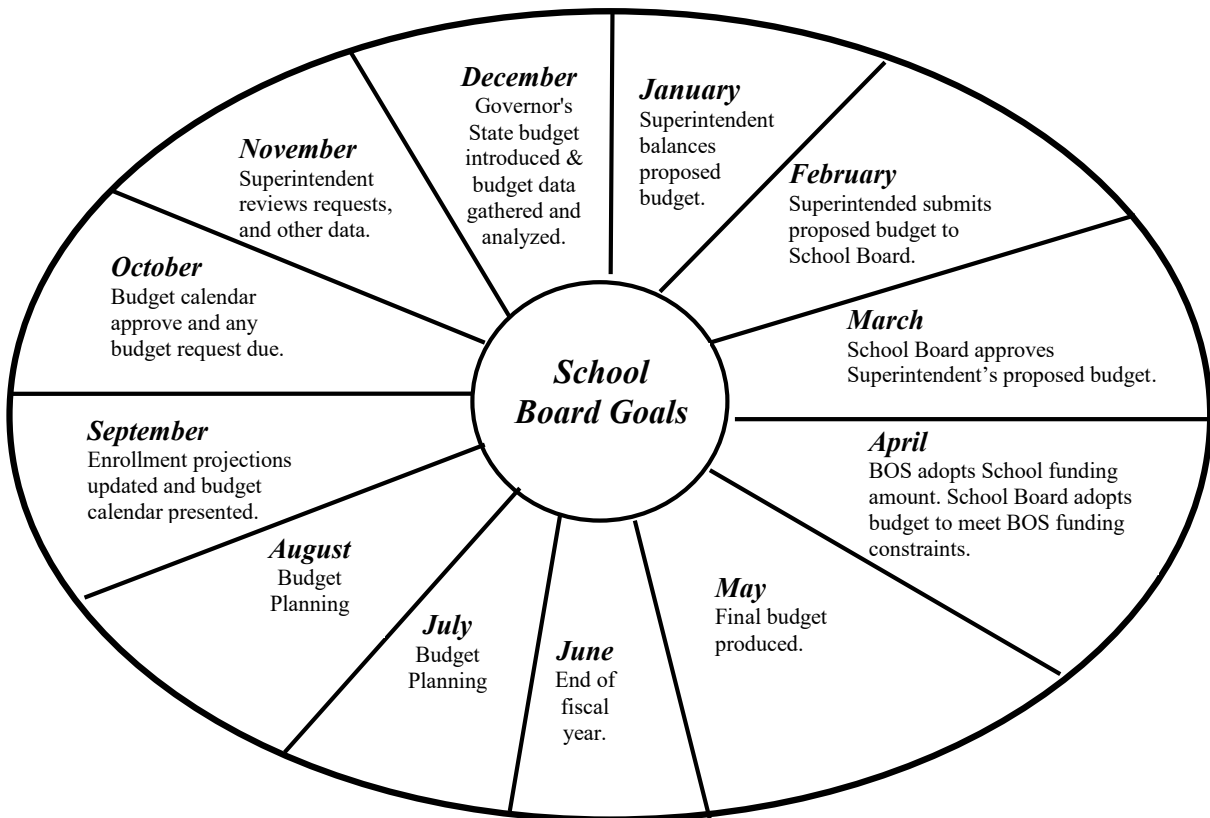 December
Governor's
State budget
introduced &
budget data
gathered and
analyzed.
January
Superintendent
balances
proposed
budget.
February
Superintended submits
proposed budget to
School Board.
March
School Board approves
Superintendent’s proposed budget.
April
BOS adopts School funding
amount. School Board adopts
budget to meet BOS funding
constraints.
May
Final budget
produced.
June
End of
fiscal
year.
July
Budget
Planning
August
Budget
Planning
September
Enrollment projections
updated and budget
calendar presented.
October
Budget calendar
approve and any
budget request due.
November
Superintendent
reviews requests,
and other data.
School
Board Goals